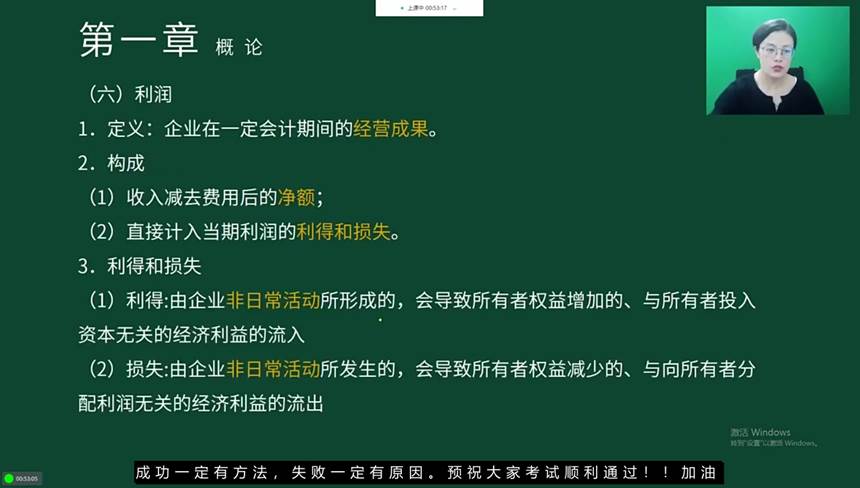 上课中 00:53:17
第一章 概 论
（六）利润
1. 定义：企业在一定会计期间的经营成果。
2. 构成
（1）收入减去费用后的净额；
（2）直接计入当期利润的利得和损失。
3. 利得和损失
（1）利得:由企业非日常活动所形成的，会导致所有者权益增加的、与所有者投入
资本无关的经济利益的流入
（2）损失:由企业非日常活动所发生的，会导致所有者权益减少的、与向所有者分
配利润无关的经济利益的流出
激活 Windows
转到"设置"以激活 Windows。
00:53:05
成功一定有方法，失败一定有原因。预祝大家考试顺利通过！！加油